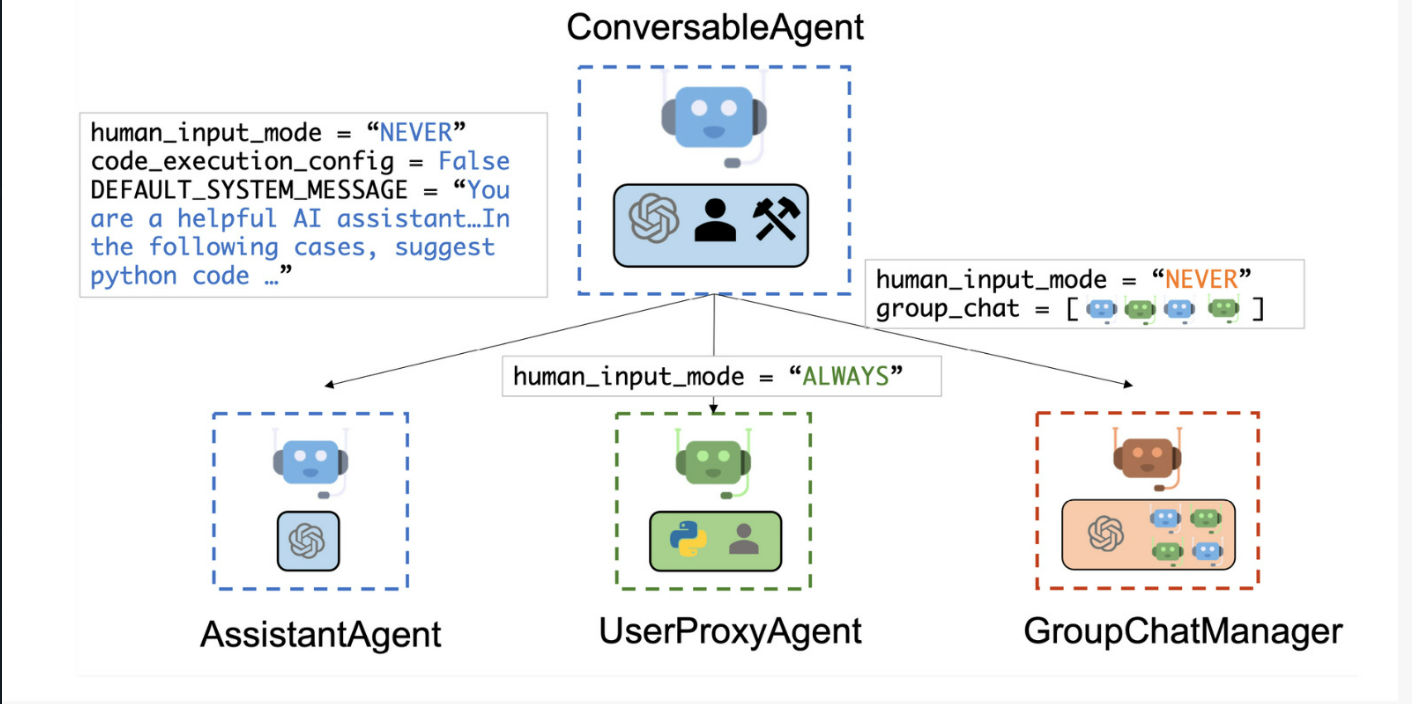 ConversableAgent
human_input_mode = “NEVER”
code_execution_config = False
DEFAULT_SYSTEM_MESSAGE = “You
are a helpful AI assistant…In
the following cases, suggest
python code …”
human_input_mode = “NEVER”
group_chat = [ ]
human_input_mode = “ALWAYS”
AssistantAgent
UserProxyAgent
GroupChatManager